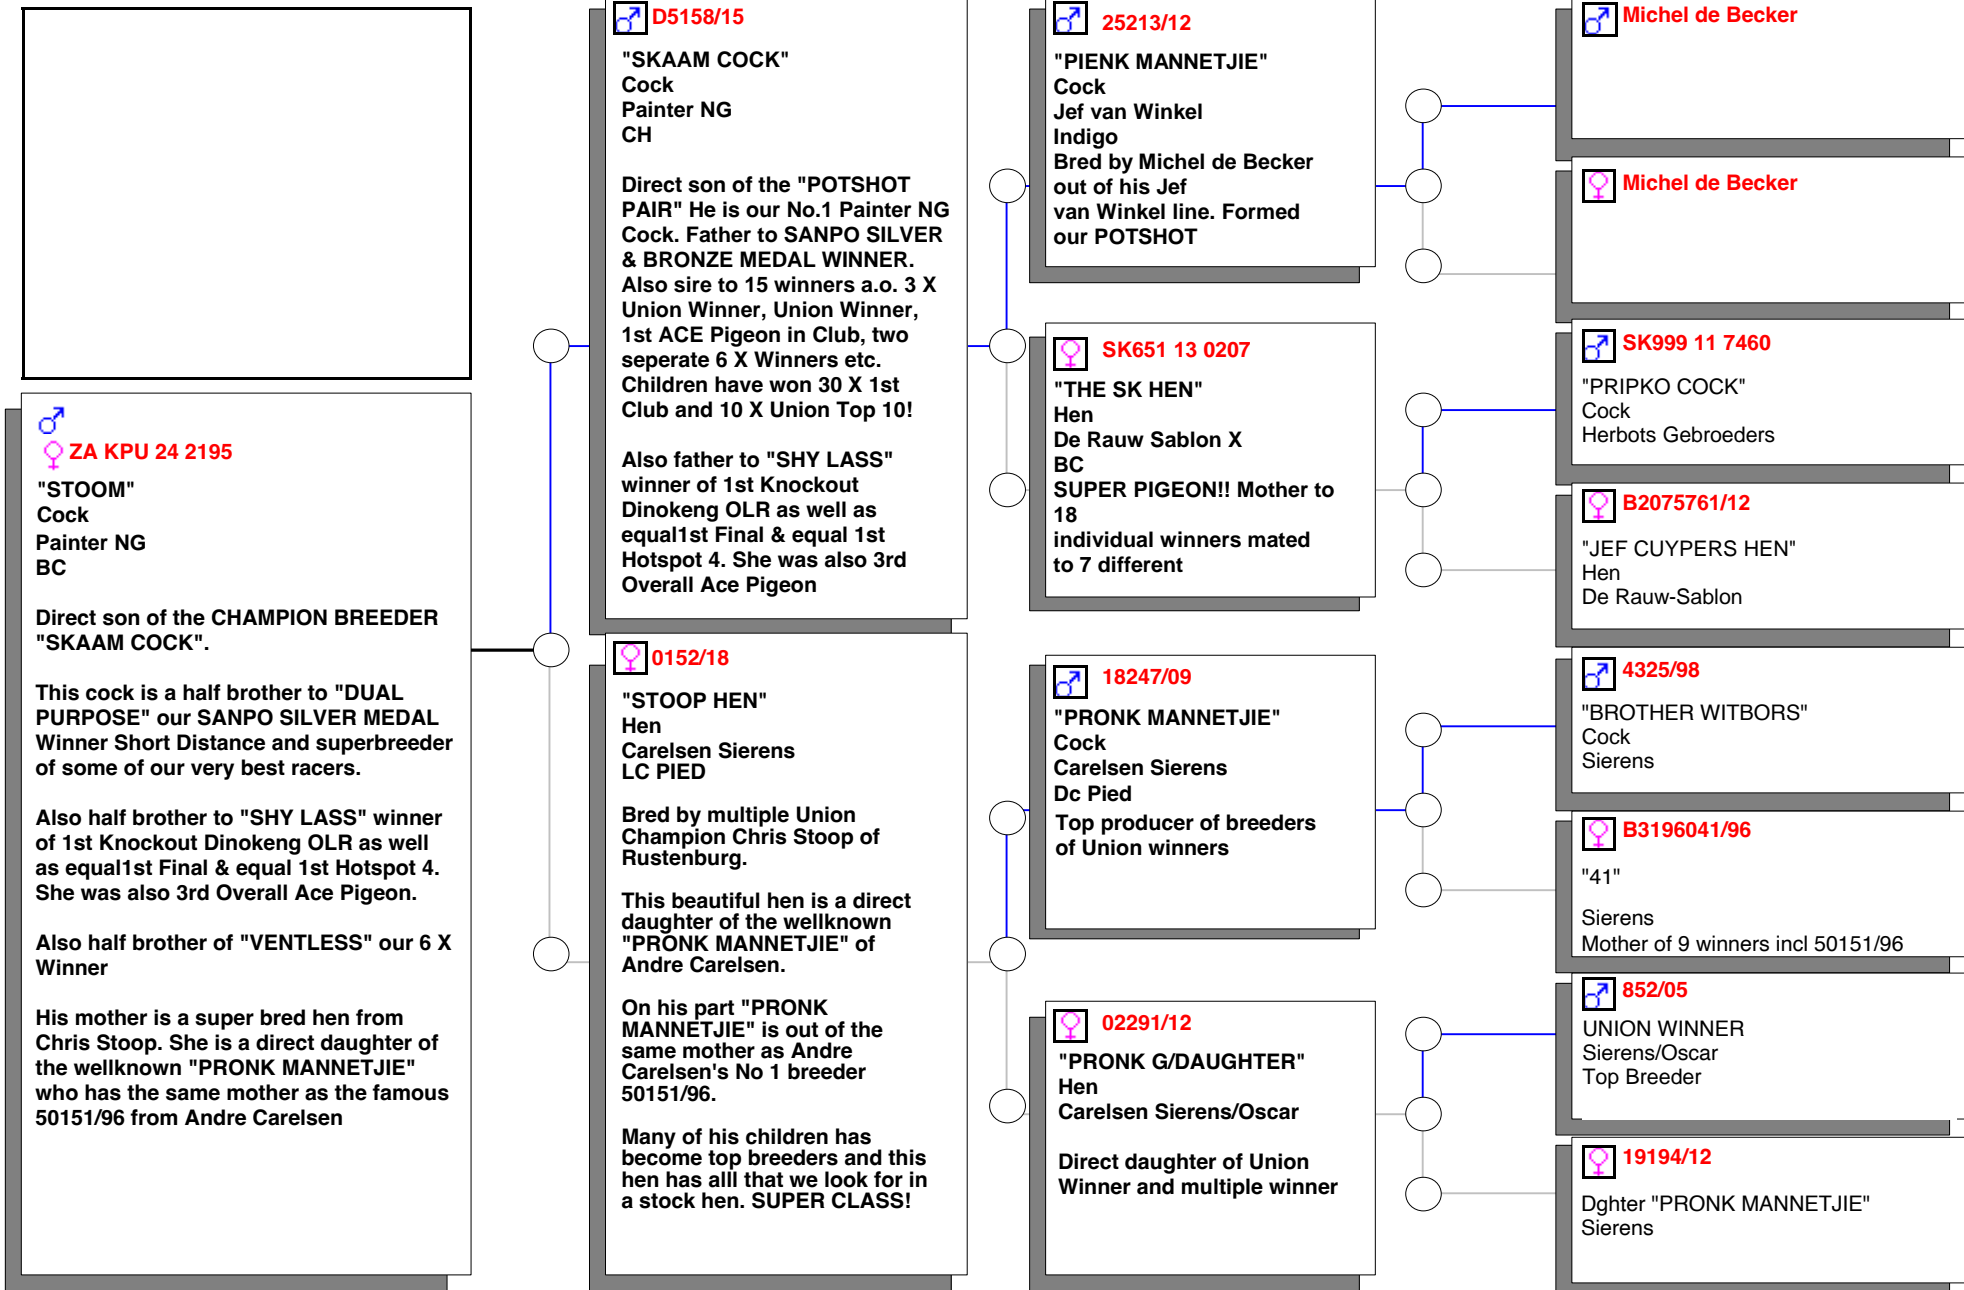 ZA KPU 24 2195
"STOOM"
Cock
Painter NG
BC
Direct son of the CHAMPION BREEDER
"SKAAM COCK".
This cock is a half brother to "DUAL
PURPOSE" our SANPO SILVER MEDAL
Winner Short Distance and superbreeder
of some of our very best racers.
Also half brother to "SHY LASS" winner
of 1st Knockout Dinokeng OLR as well
as equal1st Final & equal 1st Hotspot 4.
She was also 3rd Overall Ace Pigeon.
Also half brother of "VENTLESS" our 6 X
Winner
His mother is a super bred hen from
Chris Stoop. She is a direct daughter of
the wellknown "PRONK MANNETJIE"
who has the same mother as the famous
50151/96 from Andre Carelsen
D5158/15
"SKAAM COCK"
Cock
Painter NG
CH
Direct son of the "POTSHOT
PAIR" He is our No.1 Painter NG
Cock. Father to SANPO SILVER
& BRONZE MEDAL WINNER.
Also sire to 15 winners a.o. 3 X
Union Winner, Union Winner,
1st ACE Pigeon in Club, two
seperate 6 X Winners etc.
Children have won 30 X 1st
Club and 10 X Union Top 10!
Also father to "SHY LASS"
winner of 1st Knockout
Dinokeng OLR as well as
equal1st Final & equal 1st
Hotspot 4. She was also 3rd
Overall Ace Pigeon
0152/18
"STOOP HEN"
Hen
Carelsen Sierens
LC PIED
Bred by multiple Union
Champion Chris Stoop of
Rustenburg.
This beautiful hen is a direct
daughter of the wellknown
"PRONK MANNETJIE" of
Andre Carelsen.
On his part "PRONK
MANNETJIE" is out of the
same mother as Andre
Carelsen's No 1 breeder
50151/96.
Many of his children has
become top breeders and this
hen has alll that we look for in
a stock hen. SUPER CLASS!
25213/12
"PIENK MANNETJIE"
Cock
Jef van Winkel
Indigo
Bred by Michel de Becker
out of his Jef
van Winkel line. Formed
our POTSHOT
SK651 13 0207
"THE SK HEN"
Hen
De Rauw Sablon X
BC
SUPER PIGEON!! Mother to
18
individual winners mated
to 7 different
18247/09
"PRONK MANNETJIE"
Cock
Carelsen Sierens
Dc Pied
Top producer of breeders
of Union winners
02291/12
"PRONK G/DAUGHTER"
Hen
Carelsen Sierens/Oscar
Direct daughter of Union
Winner and multiple winner
Michel de Becker
Michel de Becker
SK999 11 7460
"PRIPKO COCK"
Cock
Herbots Gebroeders
B2075761/12
"JEF CUYPERS HEN"
Hen
De Rauw-Sablon
4325/98
"BROTHER WITBORS"
Cock
Sierens
B3196041/96
"41"
Sierens
Mother of 9 winners incl 50151/96
852/05
UNION WINNER
Sierens/Oscar
Top Breeder
19194/12
Dghter "PRONK MANNETJIE"
Sierens